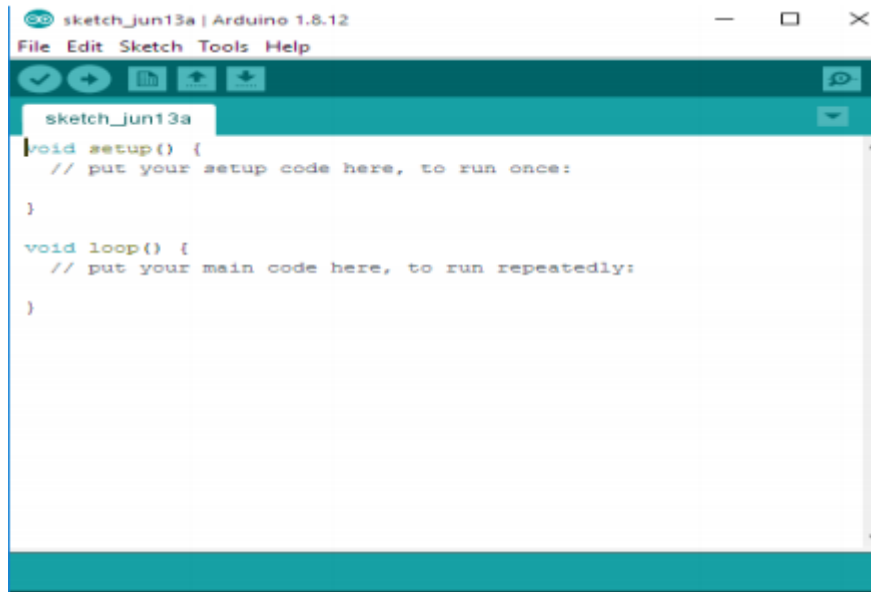 sketch_jun13a | Arduino 1.8.12
File Edit Sketch Tools Help
sketch_jun13a
void setup() {
  // put your setup code here, to run once:
}
void loop() {
  // put your main code here, to run repeatedly:
}